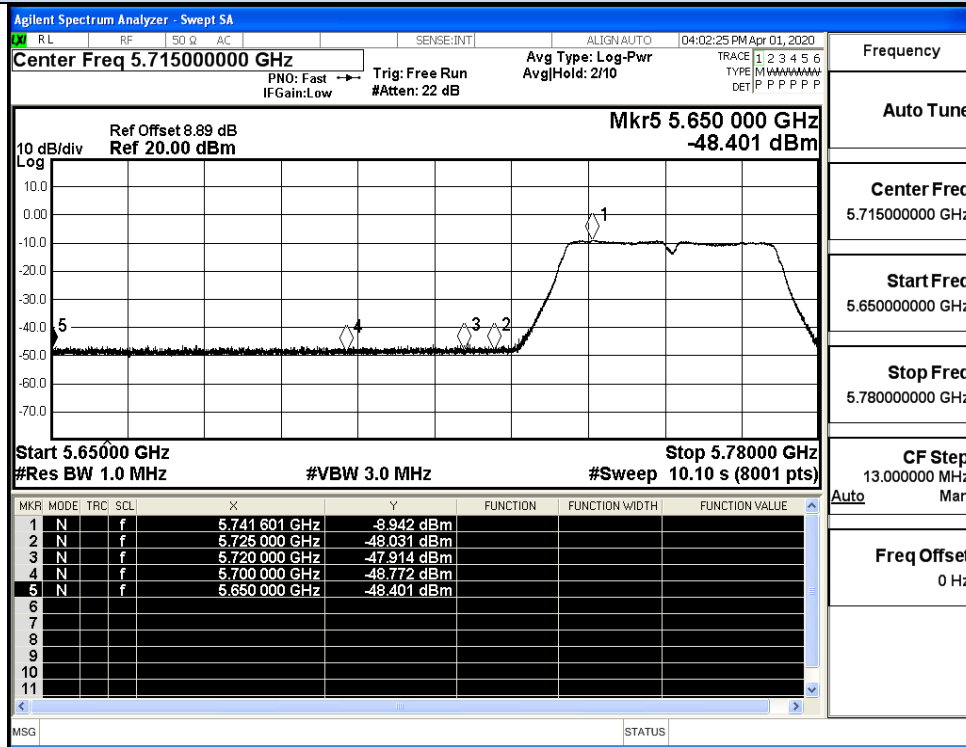 Agilent Spectrum Analyzer - Swept SA
LXI RL RF 50 Ω AC SENSE:INT ALIGN AUTO 04:02:25 PM Apr 01, 2020
Center Freq 5.715000000 GHz
PNO: Fast
IFGain:Low
Trig: Free Run
#Atten: 22 dB
Avg Type: Log-Pwr
Avg|Hold: 2/10
TRACE 1 2 3 4 5 6
TYPE M WWWWW
DET P P P P P P
Mkr5 5.650 000 GHz
-48.401 dBm
Ref Offset 8.89 dB
10 dB/div Ref 20.00 dBm
Log
10.0
0.00
-10.0
-20.0
-30.0
-40.0
-50.0
-60.0
-70.0
1
5 4 3 2
Start 5.65000 GHz Stop 5.78000 GHz
#Res BW 1.0 MHz #VBW 3.0 MHz #Sweep 10.10 s (8001 pts)
MKR MODE TRC SCL X Y FUNCTION FUNCTION WIDTH FUNCTION VALUE
1 N f 5.741 601 GHz -8.942 dBm
2 N f 5.725 000 GHz -48.031 dBm
3 N f 5.720 000 GHz -47.914 dBm
4 N f 5.700 000 GHz -48.772 dBm
5 N f 5.650 000 GHz -48.401 dBm
6
7
8
9
10
11
MSG STATUS
Frequency
Auto Tune
Center Freq
5.715000000 GHz
Start Freq
5.650000000 GHz
Stop Freq
5.780000000 GHz
CF Step
13.000000 MHz
Auto Man
Freq Offset
0 Hz